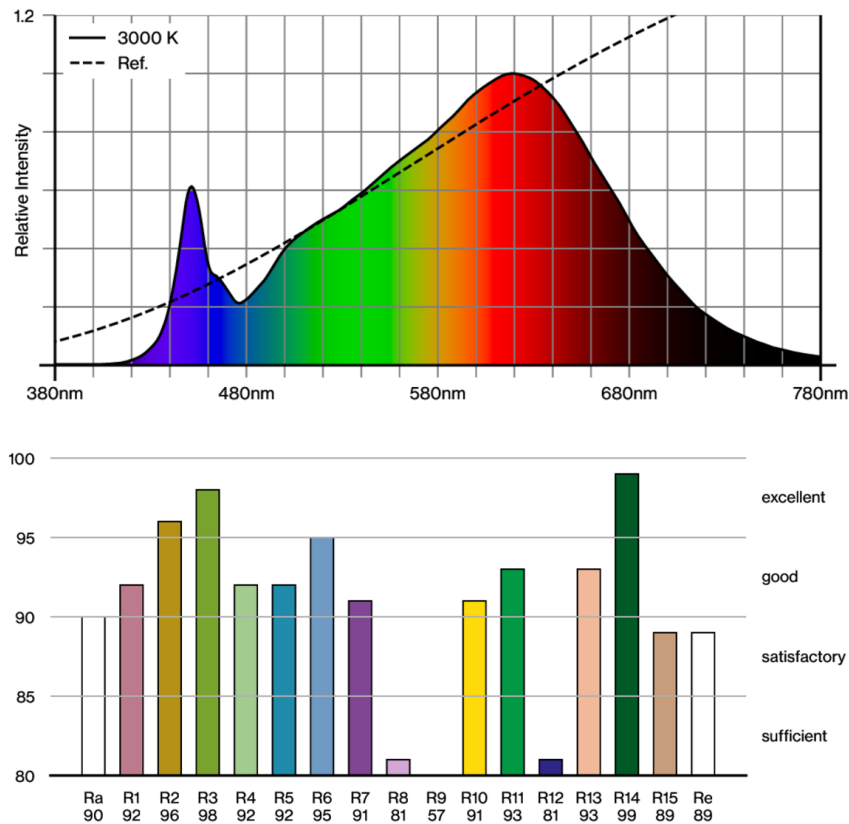 1.2
3000 K
Ref.
Relative Intensity
380nm 480nm 580nm 680nm 780nm
100
excellent
95
good
90
satisfactory
85
sufficient
80
Ra R1 R2 R3 R4 R5 R6 R7 R8 R9 R10 R11 R12 R13 R14 R15 Re
90 92 96 98 92 92 95 91 81 57 91 93 81 93 99 89 89